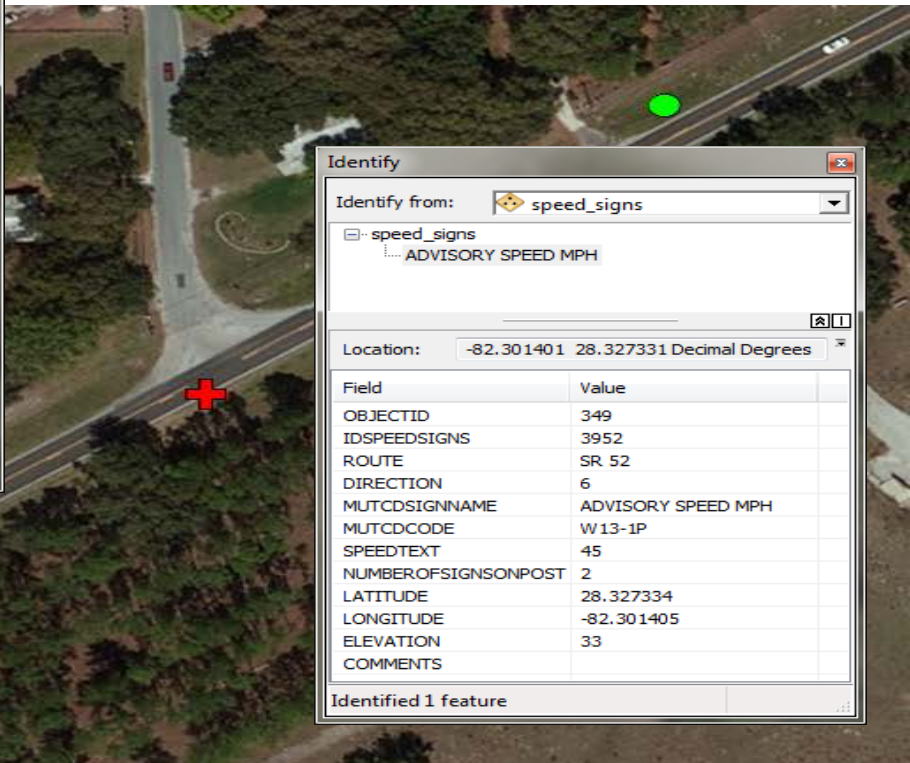 Identify
Identify from: speed_signs
speed_signs
ADVISORY SPEED MPH
Location: -82.301401 28.327331 Decimal Degrees
Field Value
OBJECTID 349
IDSPEEDSIGNS 3952
ROUTE SR 52
DIRECTION 6
MUTCDSIGNNAME ADVISORY SPEED MPH
MUTCDCODE W13-1P
SPEEDTEXT 45
NUMBEROFSIGNSONPOST 2
LATITUDE 28.327334
LONGITUDE -82.301405
ELEVATION 33
COMMENTS
Identified 1 feature